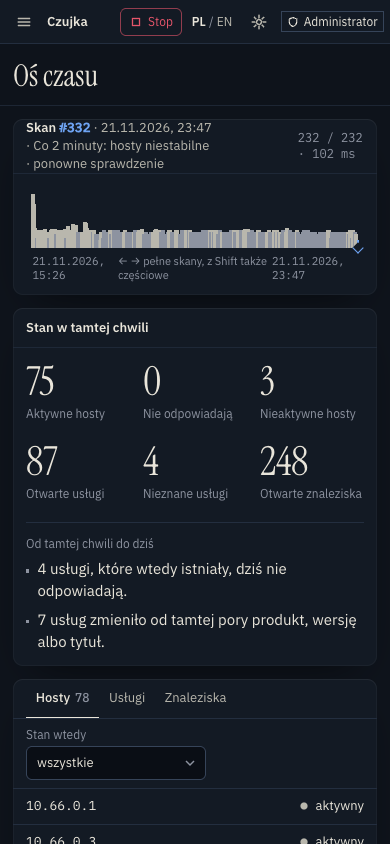 Czujka
Stop
PL / EN
Administrator
Oś czasu
Skan #332 · 21.11.2026, 23:47
· Co 2 minuty: hosty niestabilne
· ponowne sprawdzenie
232 / 232
· 102 ms
21.11.2026,
15:26
← → pełne skany, z Shift także
częściowe
21.11.2026,
23:47
Stan w tamtej chwili
75
0
3
Aktywne hosty
Nie odpowiadają
Nieaktywne hosty
87
4
248
Otwarte usługi
Nieznane usługi
Otwarte znaleziska
Od tamtej chwili do dziś
4 usługi, które wtedy istniały, dziś nie
odpowiadają.
7 usług zmieniło od tamtej pory produkt, wersję
albo tytuł.
Hosty 78
Usługi
Znaleziska
Stan wtedy
wszystkie
10.66.0.1
aktywny
10.66.0.3
aktywny